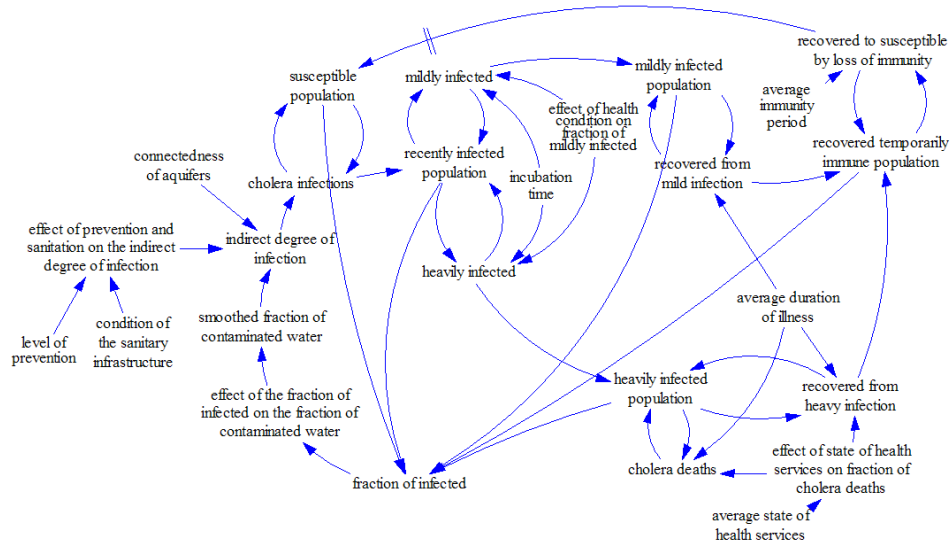 recovered to susceptible
by loss of immunity
susceptible
population
mildly infected
mildly infected
population
average
immunity
period
effect of health
condition on
fraction of
mildly infected
connectedness
of aquifers
recently infected
population
recovered temporarily
immune population
cholera infections
incubation
time
recovered from
mild infection
effect of prevention and
sanitation on the indirect
degree of infection
indirect degree of
infection
heavily infected
average duration
of illness
smoothed fraction of
contaminated water
level of
prevention
condition of
the sanitary
infrastructure
effect of the fraction of
infected on the fraction of
contaminated water
heavily infected
population
recovered from
heavy infection
effect of state of health
services on fraction of
cholera deaths
cholera deaths
fraction of infected
average state of
health services